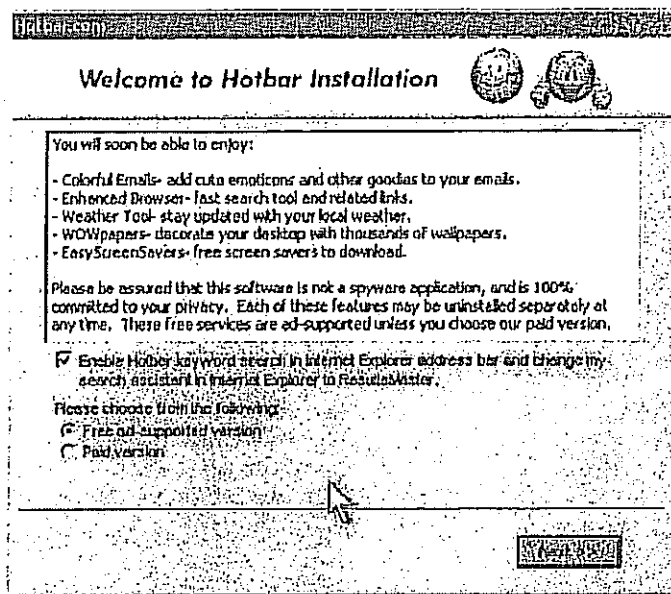 Hotbar.com
Welcome to Hotbar Installation
You will soon be able to enjoy:
- Colorful Emails- add cute emoticons and other goodies to your emails.
- Enhanced Browser- fast search tool and related links.
- Weather Tool- stay updated with your local weather.
- WOWpapers- decorate your desktop with thousands of wallpapers.
- EasyScreenSavers- free screen savers to download.
Please be assured that this software is not a spyware application, and is 100%
committed to your privacy. Each of these features may be uninstalled separately at
any time. These free services are ad-supported unless you choose our paid version.
Enable Hotbar keyword search in Internet Explorer address bar and change my
search assistant in Internet Explorer to ResultsMaster.
Please choose from the following:
Free ad-supported version
Paid version